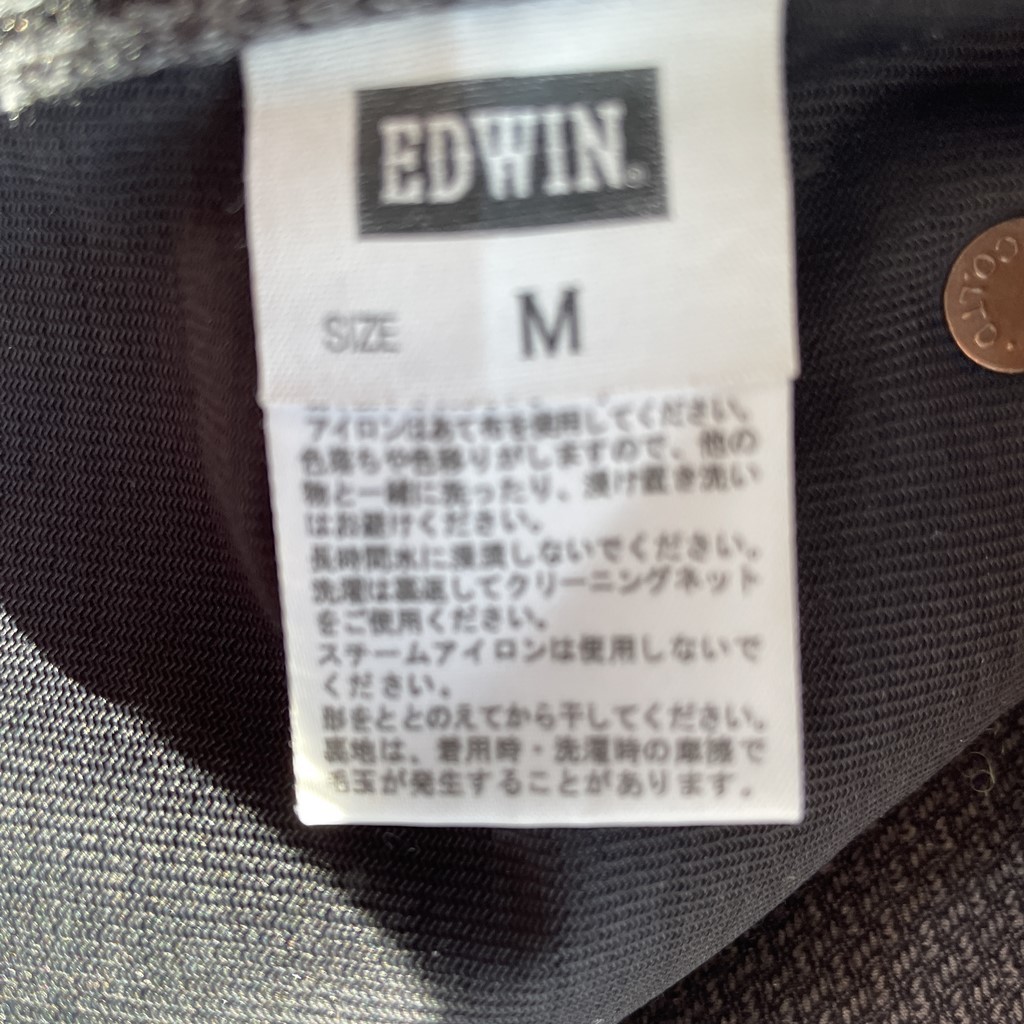 EDWIN.
SIZE M
アイロンはあて布を使用してください。
色落ちや色移りがしますので、他の
物と一緒に洗ったり、浸け置き洗い
はお避けください。
長時間水に浸漬しないでください。
洗濯は裏返してクリーニングネット
をご使用ください。
スチームアイロンは使用しないで
ください。
形をととのえてから干してください。
裏地は、着用時・洗濯時の摩擦で
毛玉が発生することがあります。
CO.LTD.